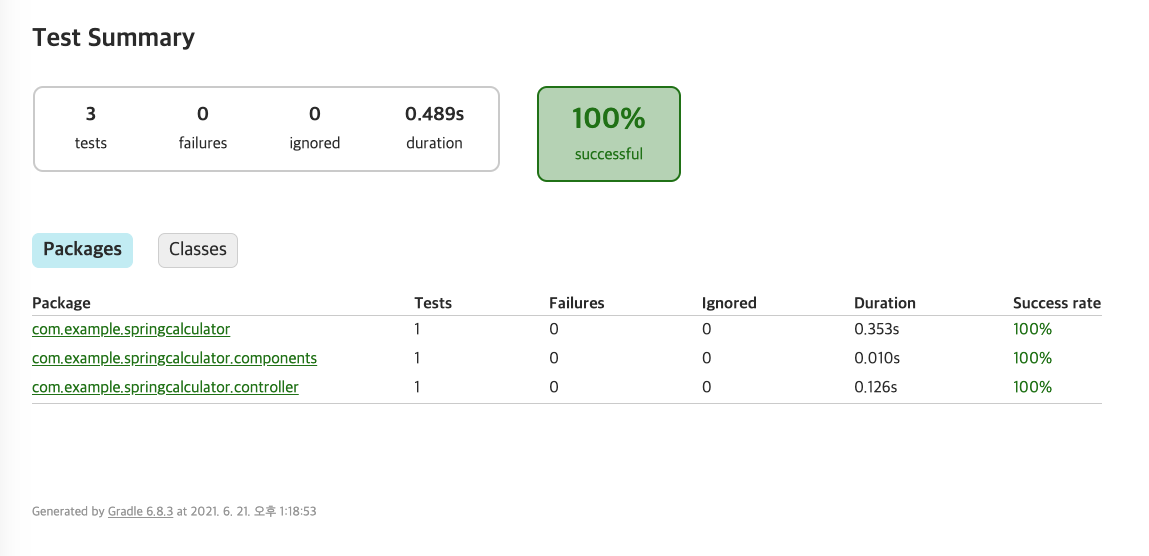 Test Summary
3 0 0 0.489s
tests failures ignored duration
100%
successful
Packages Classes
Package Tests Failures Ignored Duration Success rate
com.example.springcalculator 1 0 0 0.353s 100%
com.example.springcalculator.components 1 0 0 0.010s 100%
com.example.springcalculator.controller 1 0 0 0.126s 100%
Generated by Gradle 6.8.3 at 2021. 6. 21. 오후 1:18:53